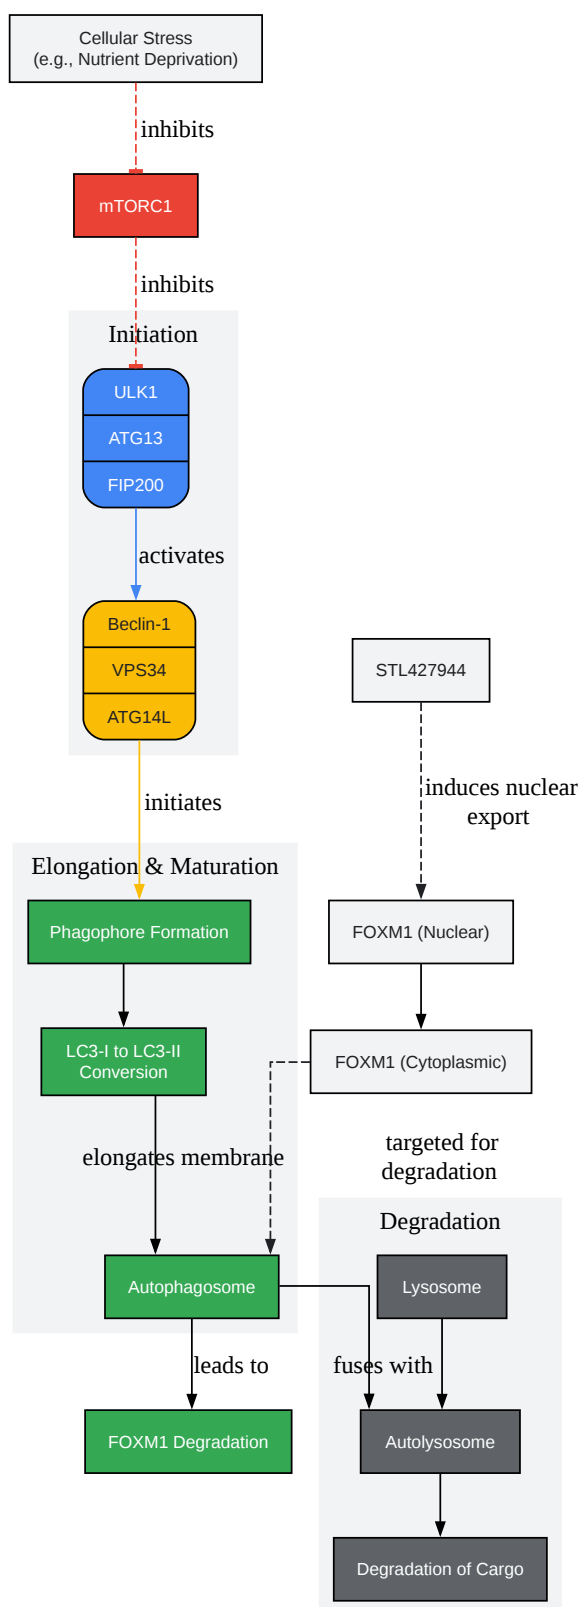 Cellular Stress
(e.g., Nutrient Deprivation)
inhibits
mTORC1
inhibits
Initiation
ULK1
ATG13
FIP200
activates
Beclin-1
VPS34
ATG14L
STL427944
induces nuclear
export
initiates
Elongation & Maturation
Phagophore Formation
FOXM1 (Nuclear)
LC3-I to LC3-II
Conversion
FOXM1 (Cytoplasmic)
elongates membrane
targeted for
degradation
Degradation
Autophagosome
Lysosome
leads to
fuses with
FOXM1 Degradation
Autolysosome
Degradation of Cargo